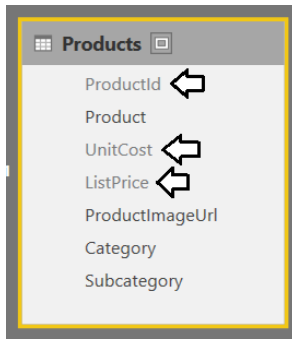 Products
ProductId
Product
UnitCost
ListPrice
ProductImageUrl
Category
Subcategory